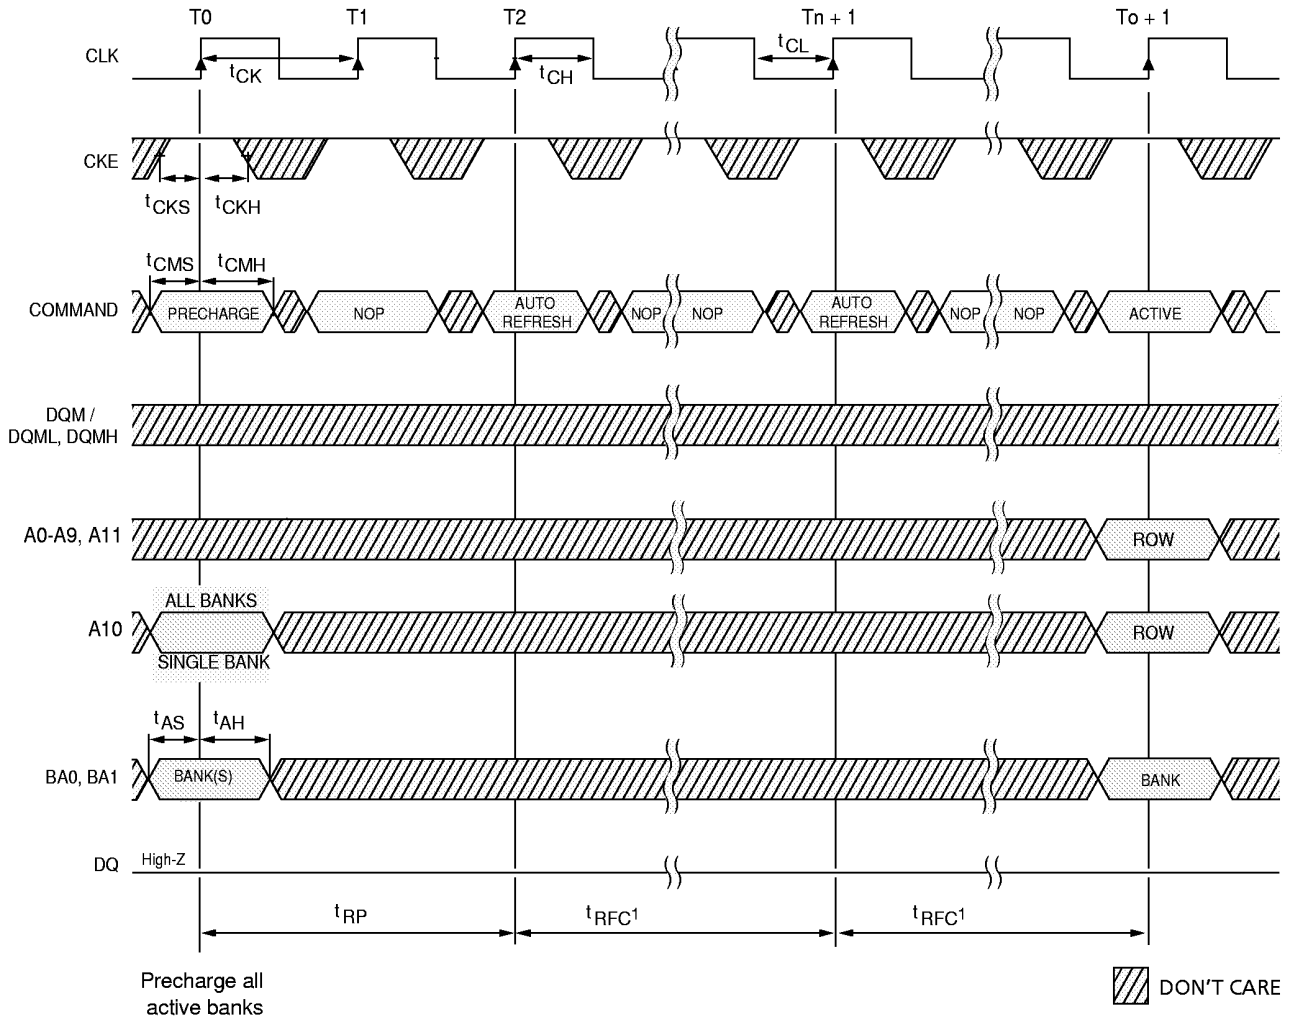 T0 T1 T2 Tn + 1 To + 1
CLK
tCK tCH tCL
CKE
tCKS tCKH
tCMS tCMH
COMMAND PRECHARGE NOP AUTO REFRESH NOP NOP AUTO REFRESH NOP NOP ACTIVE
DQM /
DQML, DQMH
A0-A9, A11 ROW
ALL BANKS
A10 ROW
SINGLE BANK
tAS tAH
BA0, BA1 BANK(S) BANK
DQ High-Z
tRP tRFC1 tRFC1
Precharge all
active banks
DON'T CARE